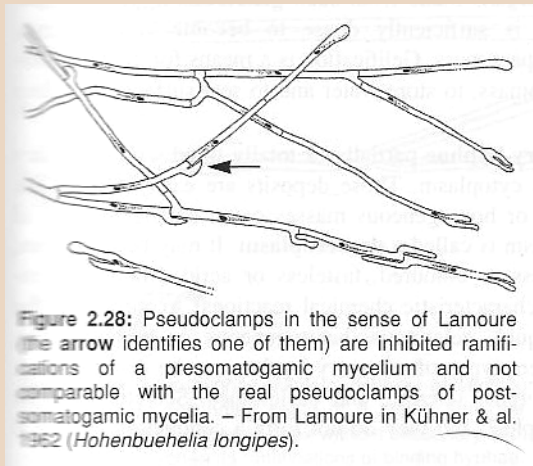 Figure 2.28: Pseudoclamps in the sense of Lamoure
(the arrow identifies one of them) are inhibited ramifi-
cations of a presomatogamic mycelium and not
comparable with the real pseudoclamps of post-
somatogamic mycelia. – From Lamoure in Kühner & al.
1962 (Hohenbuehelia longipes).